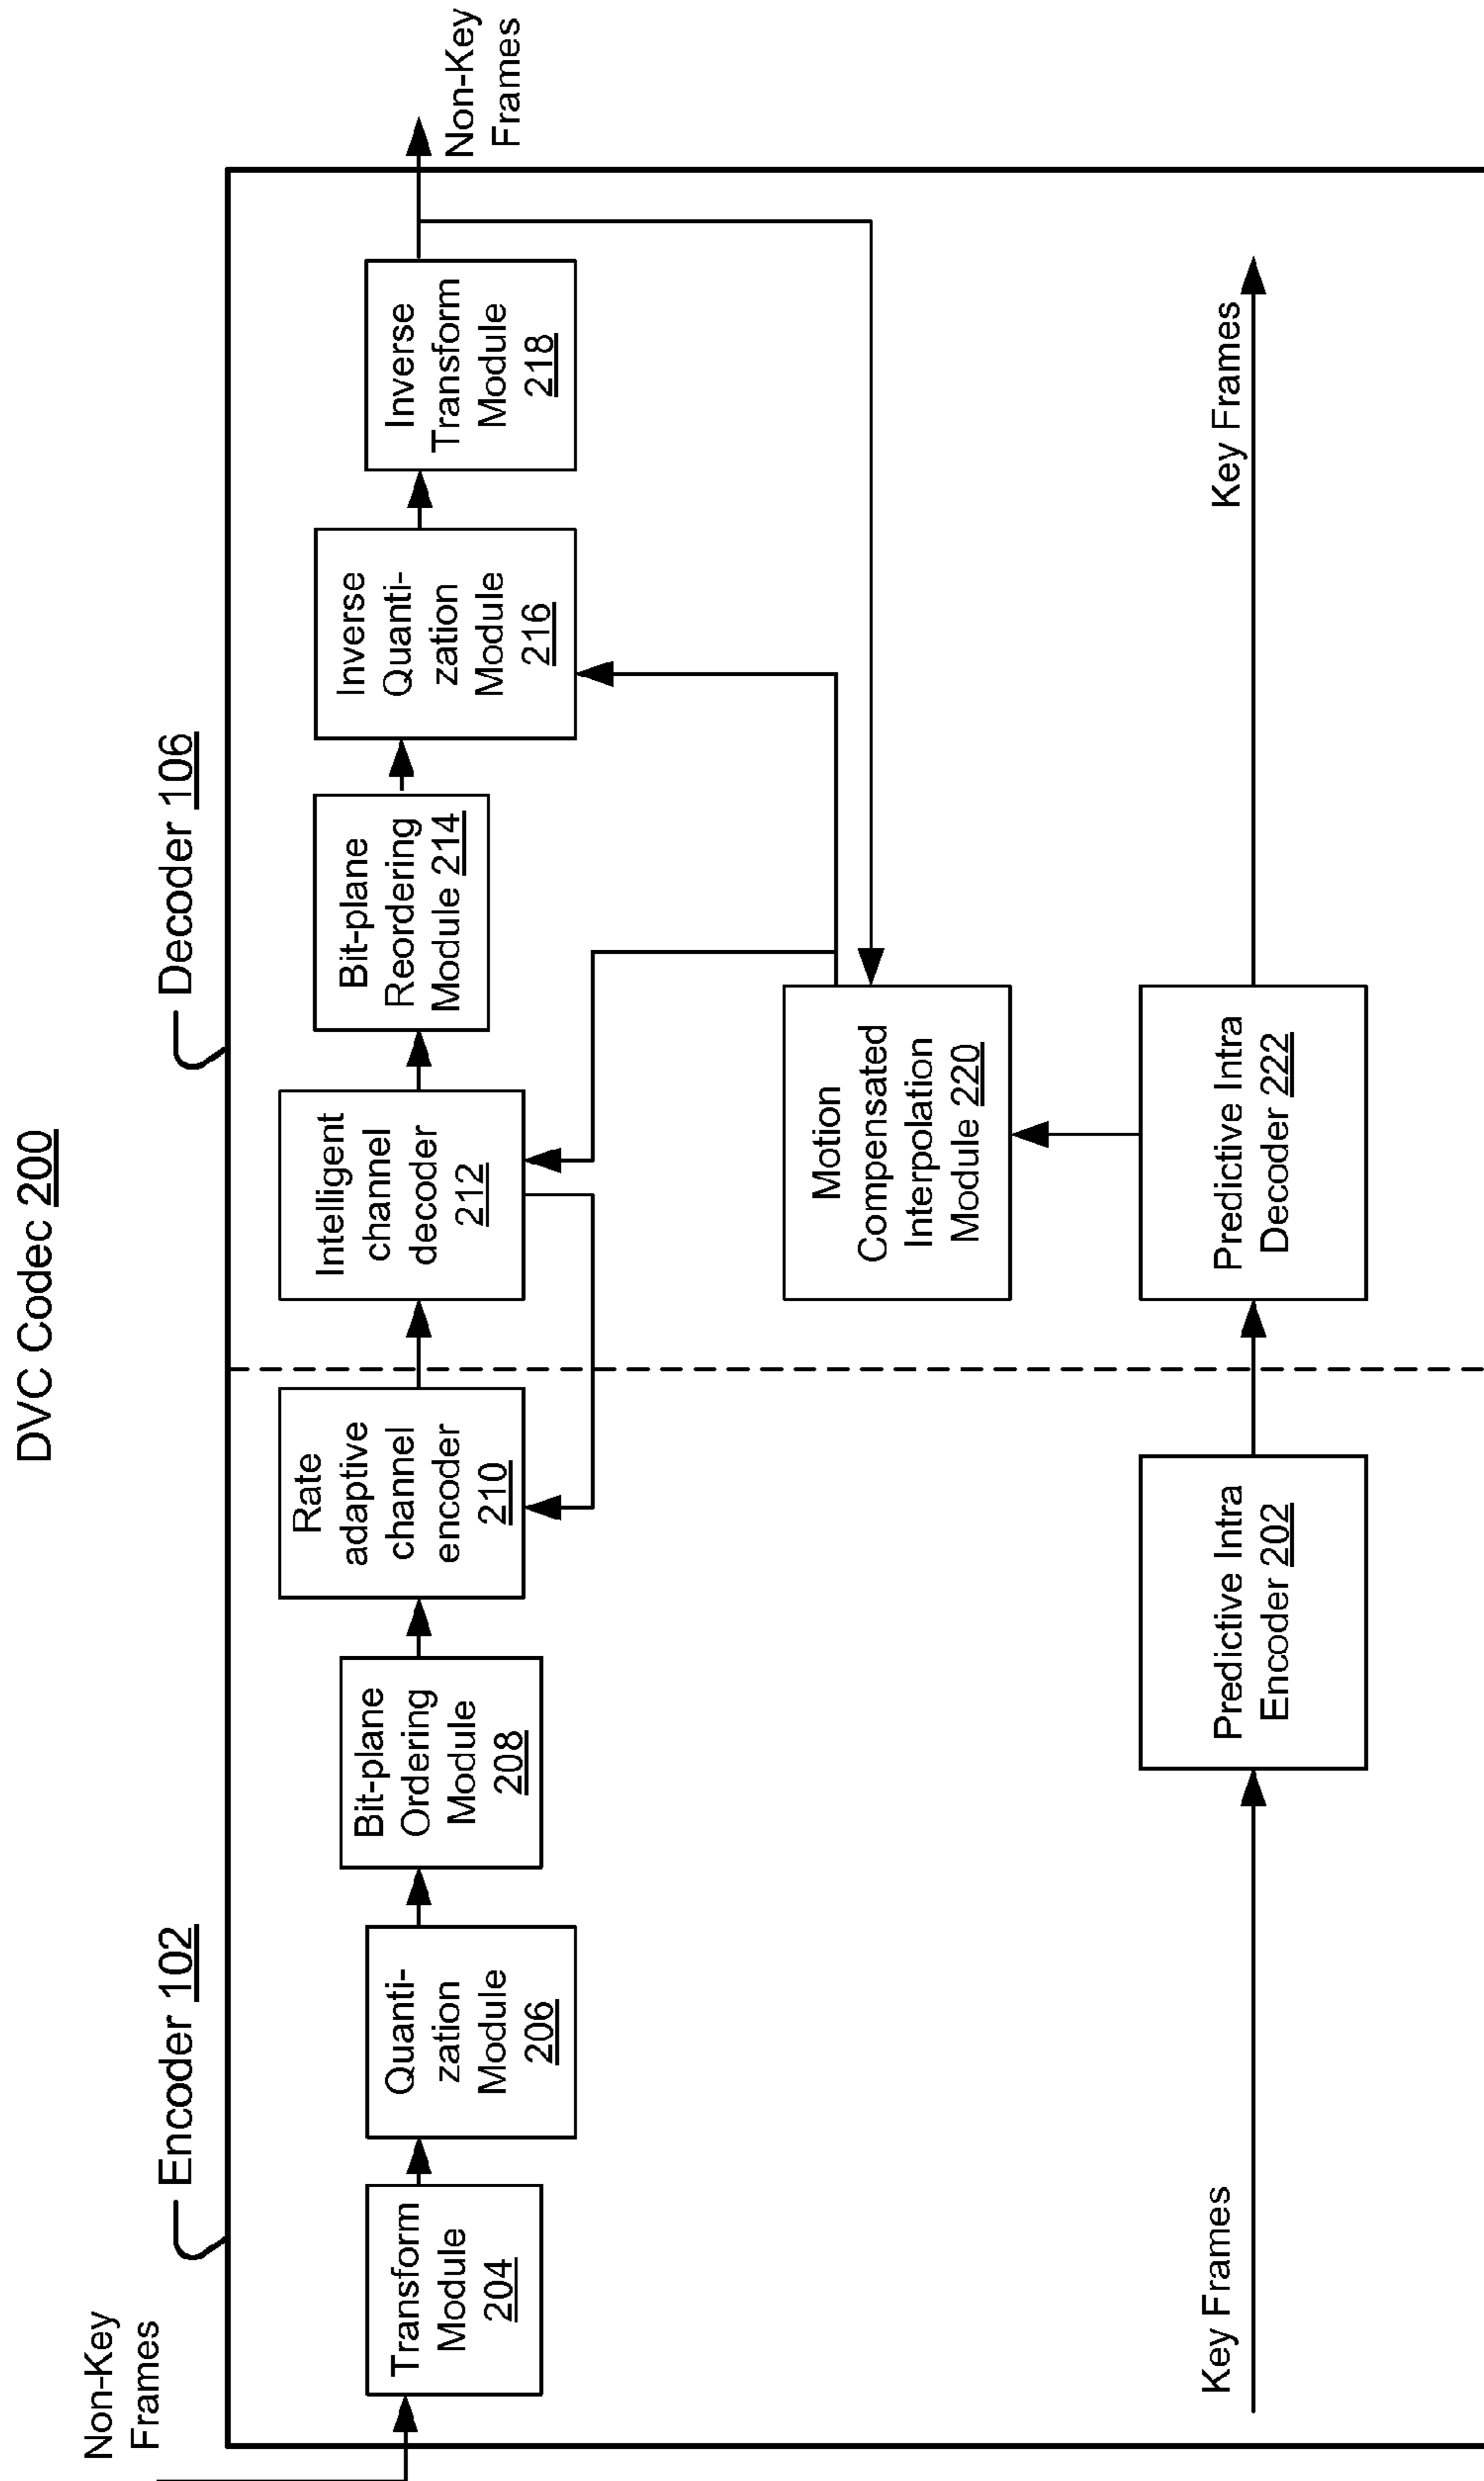 DVC Codec 200
Encoder 102
Decoder 106
Non-Key
Frames
Transform
Module
204
Quanti-
zation
Module
206
Bit-plane
Ordering
Module
208
Rate
adaptive
channel
encoder
210
Intelligent
channel
decoder
212
Bit-plane
Reordering
Module 214
Inverse
Quanti-
zation
Module
216
Inverse
Transform
Module
218
Non-Key
Frames
Motion
Compensated
Interpolation
Module 220
Key Frames
Predictive Intra
Encoder 202
Predictive Intra
Decoder 222
Key Frames